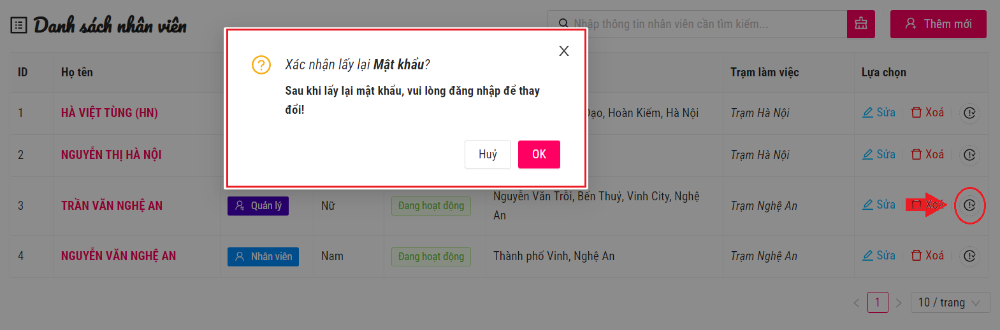 Danh sách nhân viên
Nhập thông tin nhân viên cần tìm kiếm...
Thêm mới
Xác nhận lấy lại Mật khẩu?
Sau khi lấy lại mật khẩu, vui lòng đăng nhập để thay
đổi!
Huỷ OK
ID Họ tên Trạm làm việc Lựa chọn
1 HÀ VIỆT TÙNG (HN) Đạo, Hoàn Kiếm, Hà Nội Trạm Hà Nội Sửa Xoá
2 NGUYỄN THỊ HÀ NỘI Trạm Hà Nội Sửa Xoá
3 TRẦN VĂN NGHỆ AN Quản lý Nữ Đang hoạt động Nguyễn Văn Trỗi, Bến Thuỷ, Vinh City, Nghệ
An Trạm Nghệ An Sửa Xoá
4 NGUYỄN VĂN NGHỆ AN Nhân viên Nam Đang hoạt động Thành phố Vinh, Nghệ An Trạm Nghệ An Sửa Xoá
1 10 / trang